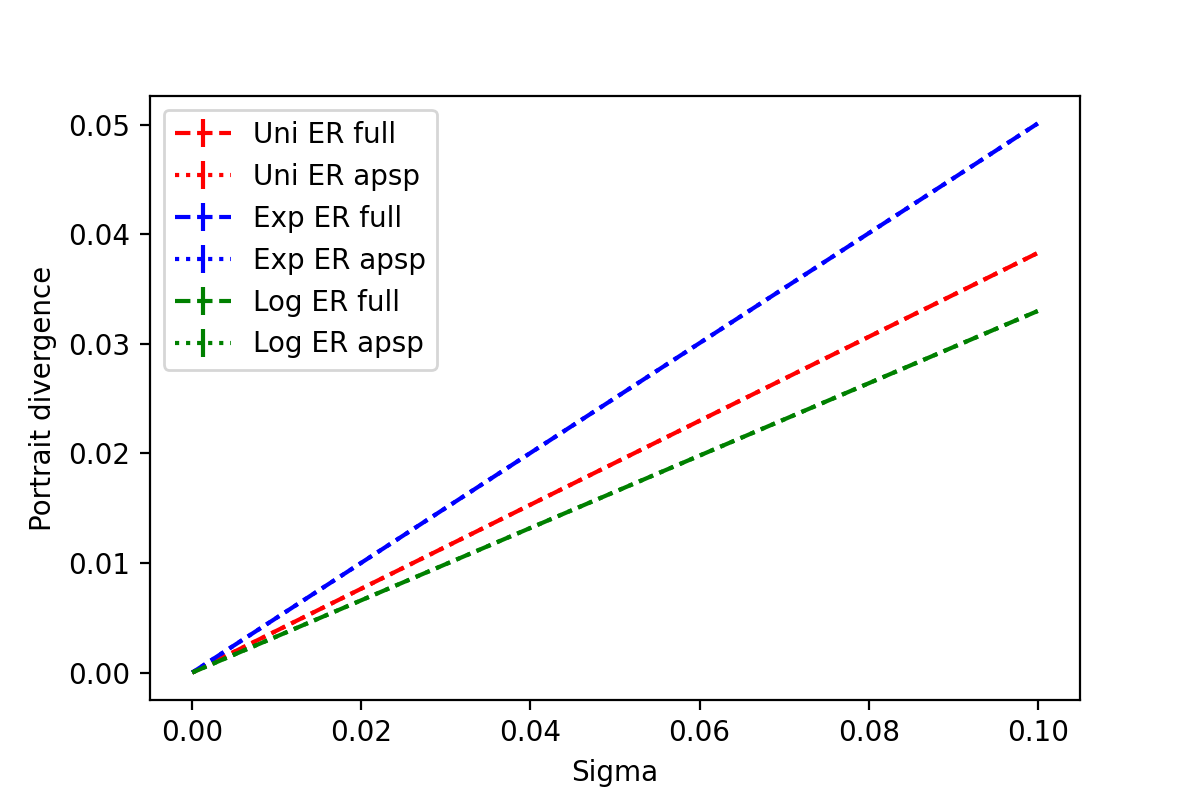 Uni ER full
Uni ER apsp
Exp ER full
Exp ER apsp
Log ER full
Log ER apsp
0.05
0.04
0.03
0.02
0.01
0.00
Portrait divergence
0.00 0.02 0.04 0.06 0.08 0.10
Sigma